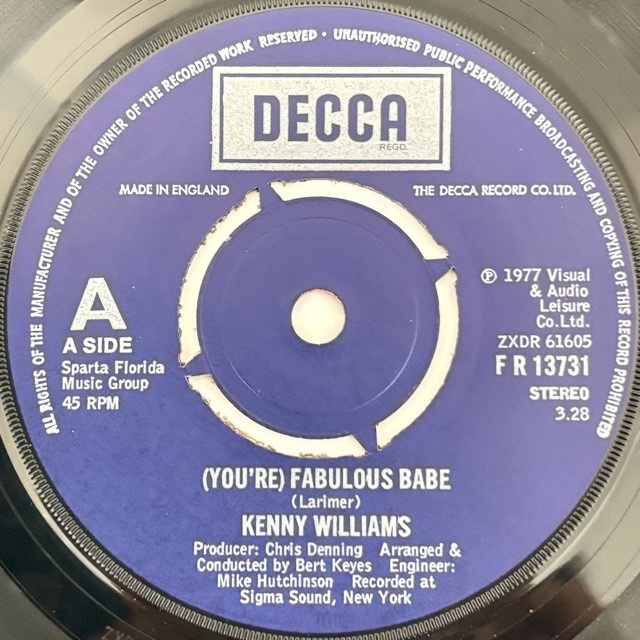 ALL RIGHTS OF THE MANUFACTURER AND OF THE OWNER OF THE RECORDED WORK RESERVED · UNAUTHORISED PUBLIC PERFORMANCE BROADCASTING AND COPYING OF THIS RECORD PROHIBITED
DECCA
REGD.
MADE IN ENGLAND
THE DECCA RECORD CO. LTD.
A
A SIDE
Sparta Florida
Music Group
45 RPM
℗ 1977 Visual
& Audio
Leisure
Co.Ltd.
ZXDR 61605
F R 13731
STEREO
3.28
(YOU'RE) FABULOUS BABE
(Larimer)
KENNY WILLIAMS
Producer: Chris Denning Arranged &
Conducted by Bert Keyes Engineer:
Mike Hutchinson Recorded at
Sigma Sound, New York